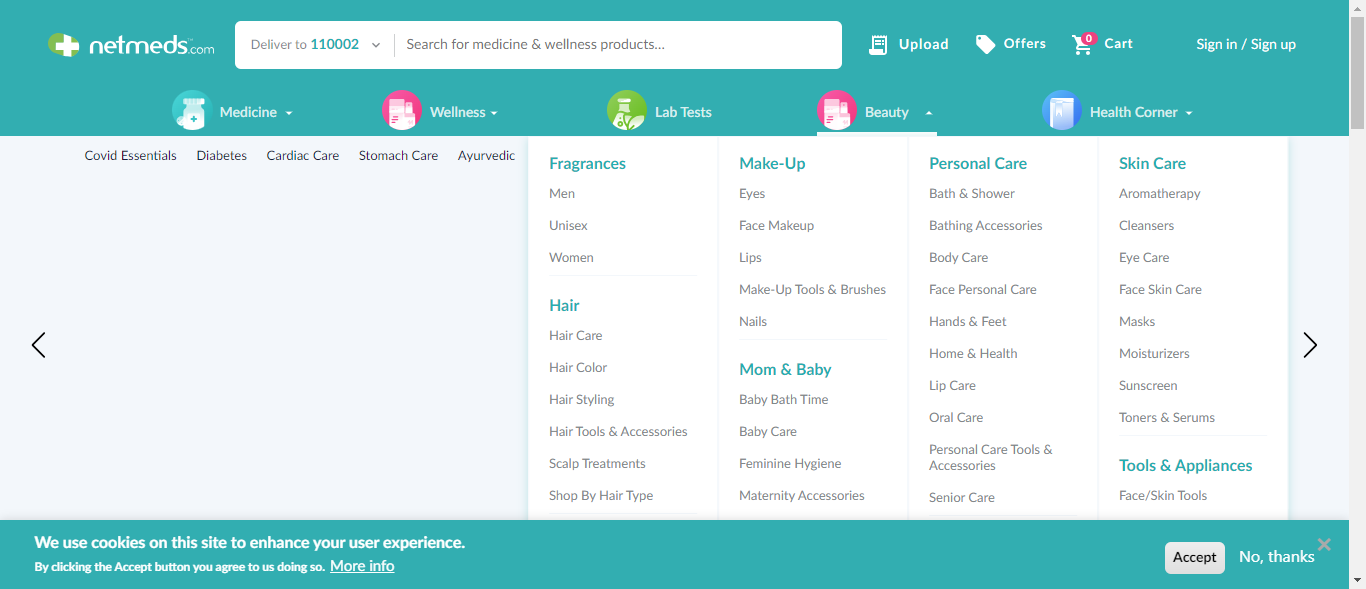 netmeds.com
Deliver to 110002
Search for medicine & wellness products...
Upload
Offers
0
Cart
Sign in / Sign up
Medicine
Wellness
Lab Tests
Beauty
Health Corner
Covid Essentials
Diabetes
Cardiac Care
Stomach Care
Ayurvedic
Fragrances
Men
Unisex
Women
Hair
Hair Care
Hair Color
Hair Styling
Hair Tools & Accessories
Scalp Treatments
Shop By Hair Type
Make-Up
Eyes
Face Makeup
Lips
Make-Up Tools & Brushes
Nails
Mom & Baby
Baby Bath Time
Baby Care
Feminine Hygiene
Maternity Accessories
Personal Care
Bath & Shower
Bathing Accessories
Body Care
Face Personal Care
Hands & Feet
Home & Health
Lip Care
Oral Care
Personal Care Tools &
Accessories
Senior Care
Skin Care
Aromatherapy
Cleansers
Eye Care
Face Skin Care
Masks
Moisturizers
Sunscreen
Toners & Serums
Tools & Appliances
Face/Skin Tools
We use cookies on this site to enhance your user experience.
By clicking the Accept button you agree to us doing so. More info
Accept
No, thanks